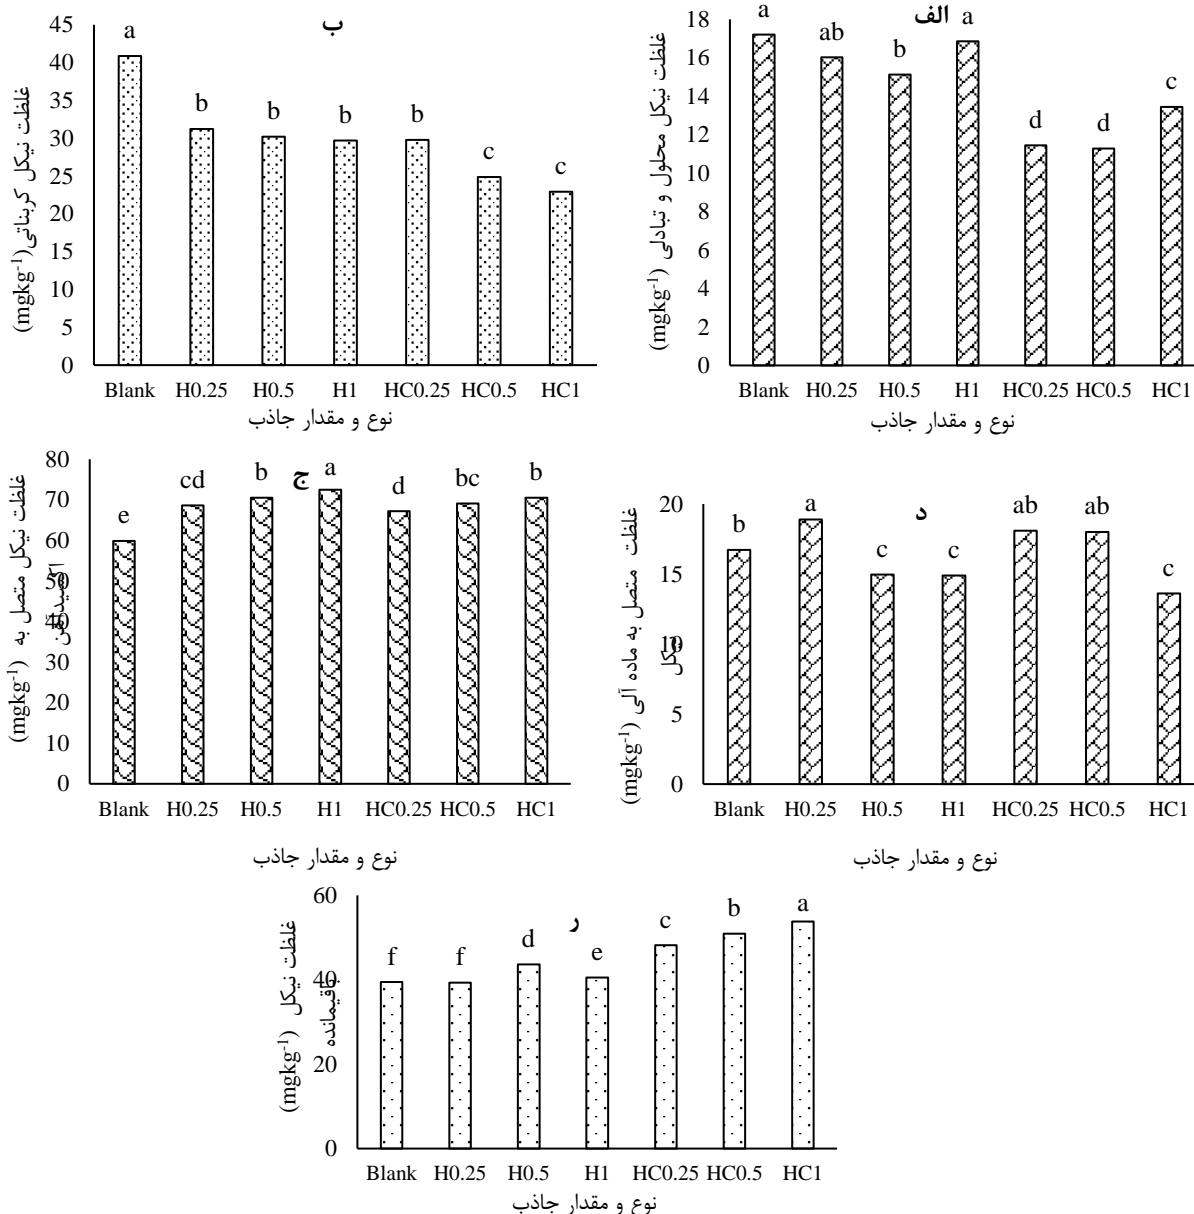 الف
غلظت نیکل محلول و تبادلی (mgkg-1)
18
16
14
12
10
8
6
4
2
0
a
ab
b
a
d
d
c
Blank H0.25 H0.5 H1 HC0.25 HC0.5 HC1
نوع و مقدار جاذب
ب
غلظت نیکل کربناتی (mgkg-1)
45
40
35
30
25
20
15
10
5
0
a
b
b
b
b
c
c
Blank H0.25 H0.5 H1 HC0.25 HC0.5 HC1
نوع و مقدار جاذب
ج
غلظت نیکل متصل به
(mgkg-1)
80
70
60
50
40
30
20
10
0
e
cd
b
a
d
bc
b
Blank H0.25 H0.5 H1 HC0.25 HC0.5 HC1
نوع و مقدار جاذب
د
غلظت متصل به ماده آلی (mgkg-1)
نیکل
20
15
10
5
0
b
a
c
c
ab
ab
c
Blank H0.25 H0.5 H1 HC0.25 HC0.5 HC1
نوع و مقدار جاذب
ر
غلظت نیکل (mgkg-1)
باقیمانده
60
40
20
0
f
f
d
e
c
b
a
Blank H0.25 H0.5 H1 HC0.25 HC0.5 HC1
نوع و مقدار جاذب